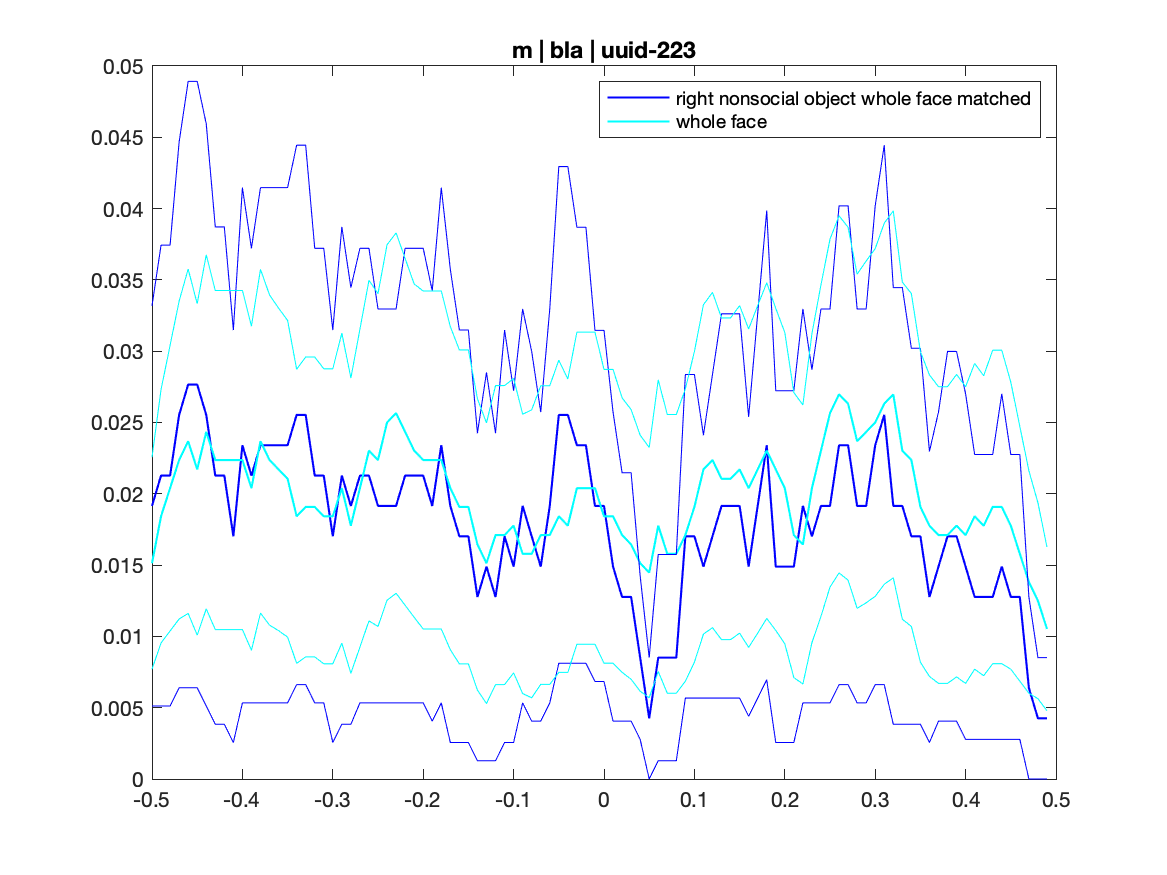 m | bla | uuid-223
right nonsocial object whole face matched
whole face
0.05
0.045
0.04
0.035
0.03
0.025
0.02
0.015
0.01
0.005
0
-0.5 -0.4 -0.3 -0.2 -0.1 0 0.1 0.2 0.3 0.4 0.5